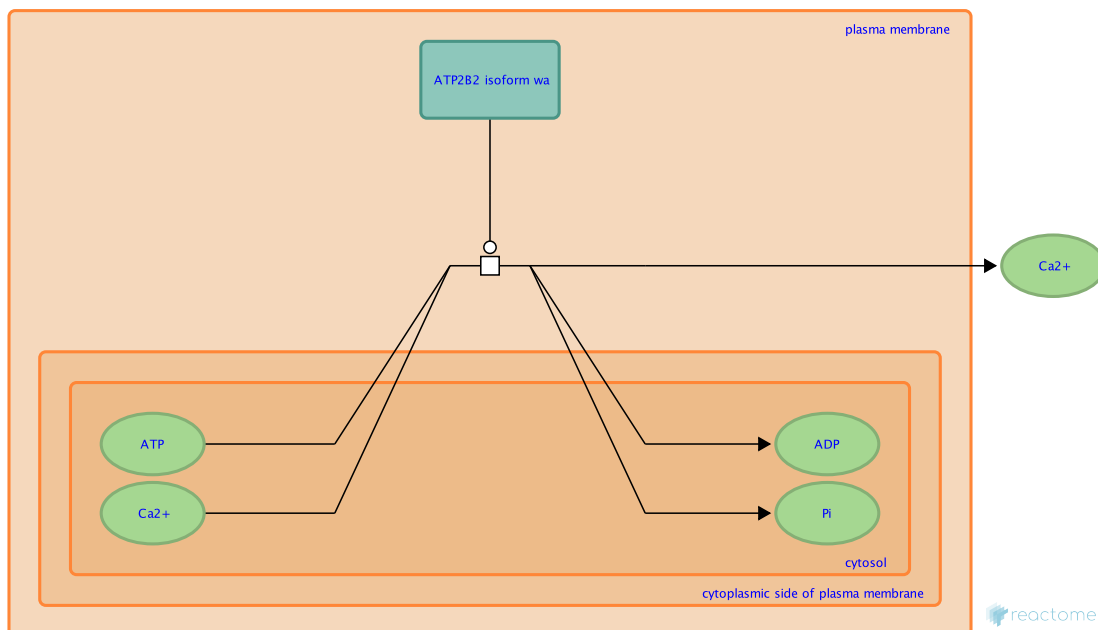 plasma membrane
ATP2B2 isoform wa
Ca2+
ATP
ADP
Ca2+
Pi
cytosol
cytoplasmic side of plasma membrane
reactome